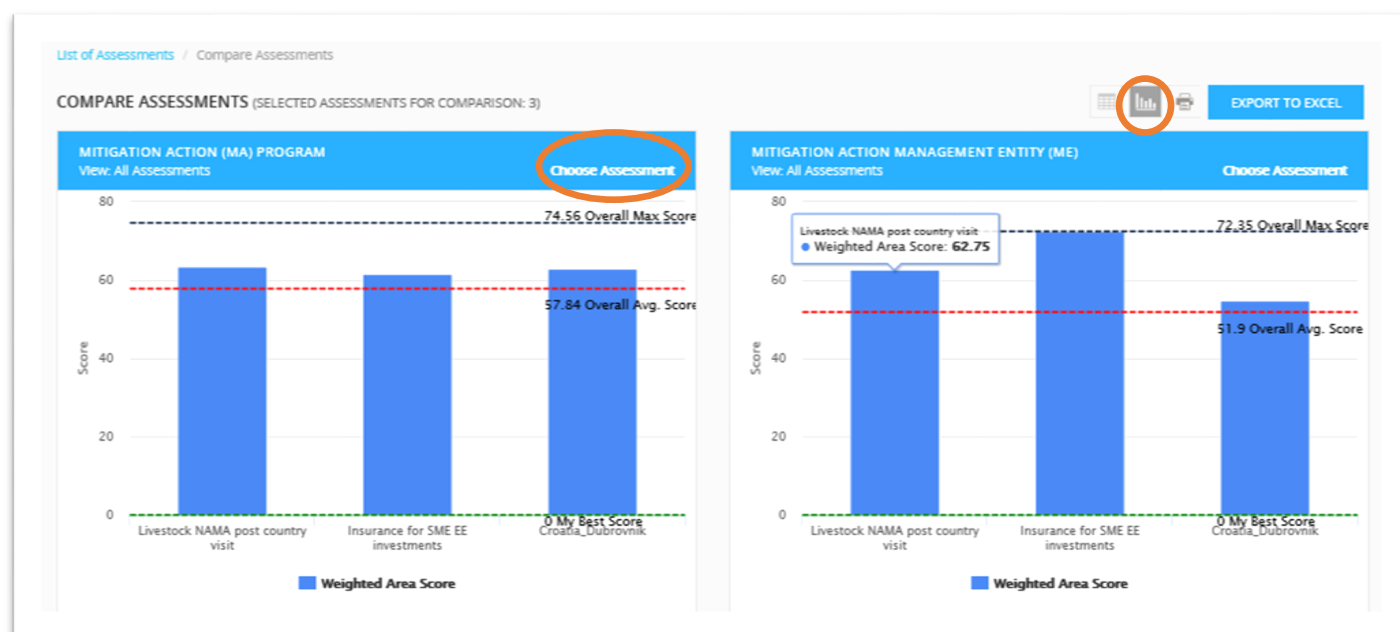 List of Assessments / Compare Assessments
COMPARE ASSESSMENTS (SELECTED ASSESSMENTS FOR COMPARISON: 3)
EXPORT TO EXCEL
MITIGATION ACTION (MA) PROGRAM
View: All Assessments
Choose Assessment
80
74.56 Overall Max Score
60
57.84 Overall Avg. Score
Score
40
20
0
0 My Best Score
Livestock NAMA post country
visit
Insurance for SME EE
investments
Croatia_Dubrovnik
Weighted Area Score
MITIGATION ACTION MANAGEMENT ENTITY (ME)
View: All Assessments
Choose Assessment
80
72.35 Overall Max Score
Livestock NAMA post country visit
Weighted Area Score: 62.75
60
51.9 Overall Avg. Score
Score
40
20
0
0 My Best Score
Livestock NAMA post country
visit
Insurance for SME EE
investments
Croatia_Dubrovnik
Weighted Area Score